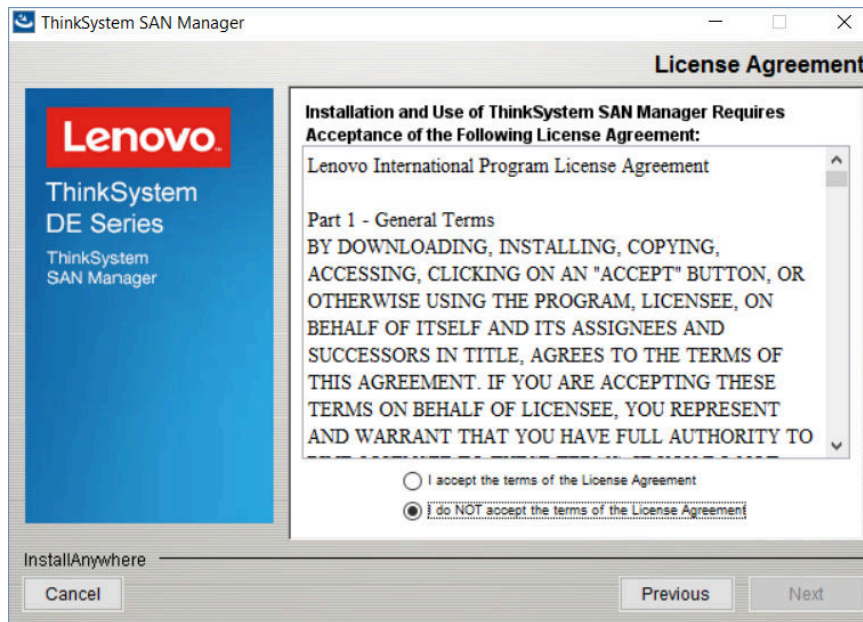 ThinkSystem SAN Manager
License Agreement
Lenovo
ThinkSystem
DE Series
ThinkSystem
SAN Manager
Installation and Use of ThinkSystem SAN Manager Requires
Acceptance of the Following License Agreement:
Lenovo International Program License Agreement
Part 1 - General Terms
BY DOWNLOADING, INSTALLING, COPYING,
ACCESSING, CLICKING ON AN "ACCEPT" BUTTON, OR
OTHERWISE USING THE PROGRAM, LICENSEE, ON
BEHALF OF ITSELF AND ITS ASSIGNEES AND
SUCCESSORS IN TITLE, AGREES TO THE TERMS OF
THIS AGREEMENT. IF YOU ARE ACCEPTING THESE
TERMS ON BEHALF OF LICENSEE, YOU REPRESENT
AND WARRANT THAT YOU HAVE FULL AUTHORITY TO
I accept the terms of the License Agreement
I do NOT accept the terms of the License Agreement
InstallAnywhere
Cancel
Previous
Next